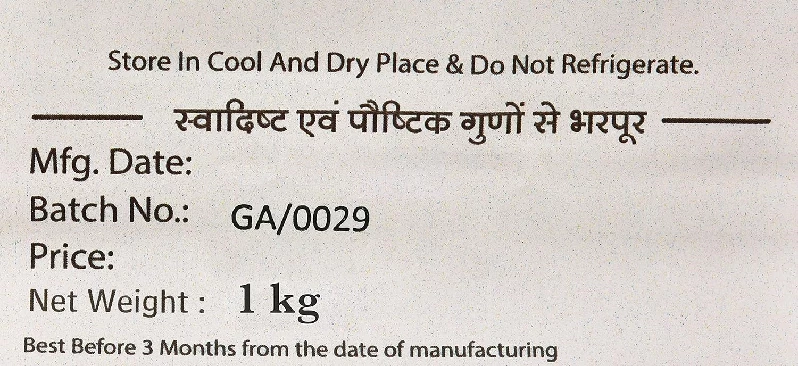 Store In Cool And Dry Place & Do Not Refrigerate.
स्वादिष्ट एवं पौष्टिक गुणों से भरपूर
Mfg. Date:
Batch No.: GA/0029
Price:
Net Weight : 1 kg
Best Before 3 Months from the date of manufacturing